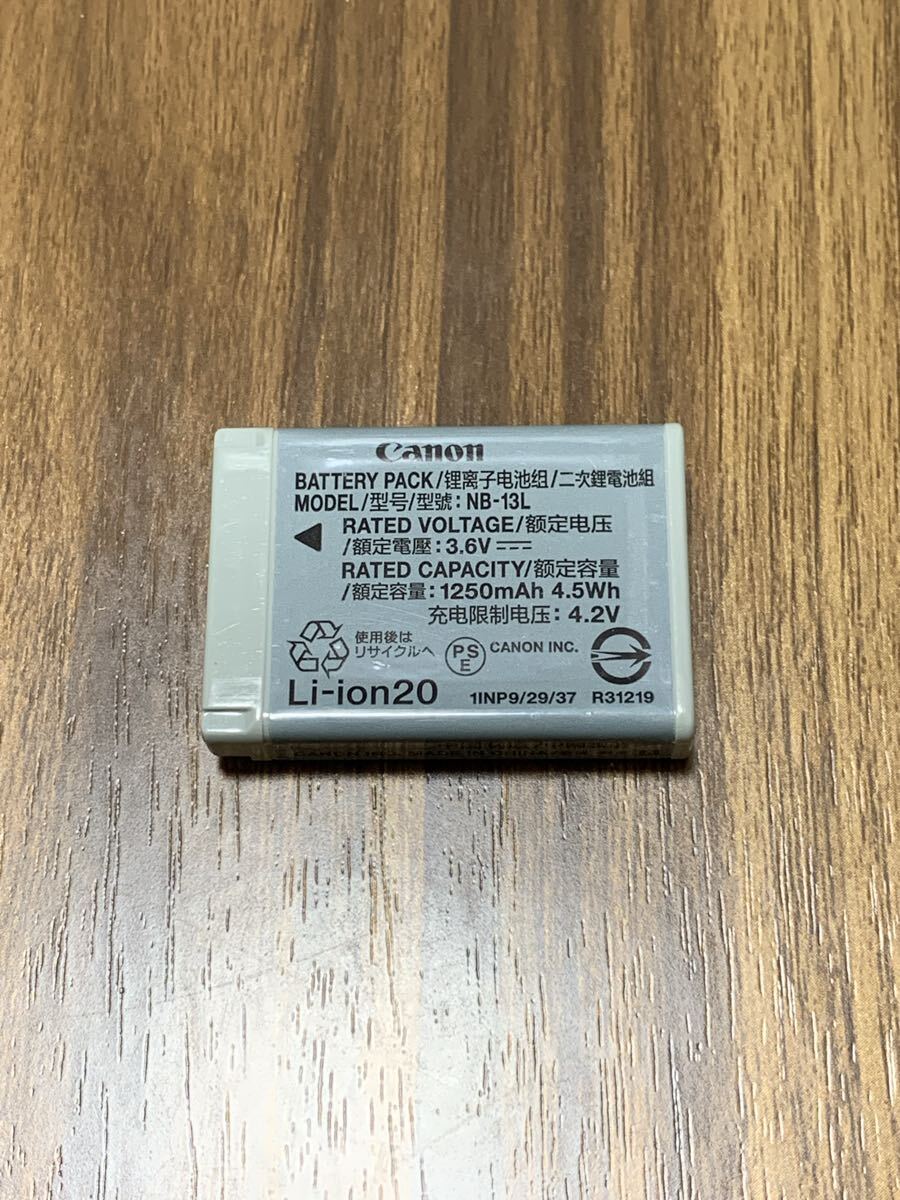 Canon
BATTERY PACK/锂离子电池组/二次鋰電池組
MODEL/型号/型號: NB-13L
RATED VOLTAGE/额定电压
/額定電壓: 3.6V
RATED CAPACITY/额定容量
/額定容量: 1250mAh 4.5Wh
充电限制电压: 4.2V
使用後は
リサイクルへ
PS
E
CANON INC.
Li-ion20
1INP9/29/37
R31219